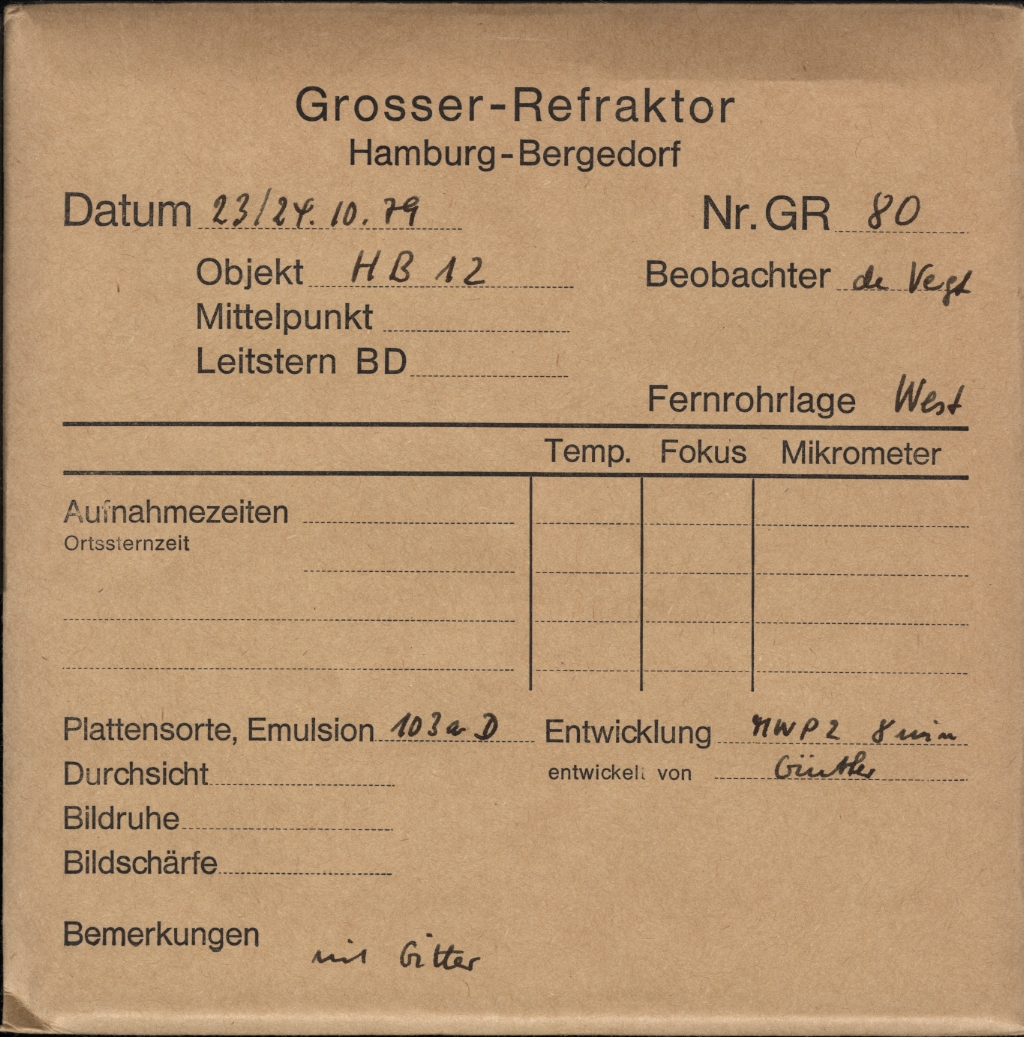 Grosser-Refraktor
Hamburg-Bergedorf
Datum 23/24. 10. 79 Nr. GR 80
Objekt HB 12 Beobachter de Vegt
Mittelpunkt
Leitstern BD
Fernrohrlage West
Temp. Fokus Mikrometer
Aufnahmezeiten
Ortssternzeit
Plattensorte, Emulsion 103a D Entwicklung MWP2 8 min
Durchsicht entwickelt von Günther
Bildruhe
Bildschärfe
Bemerkungen mit Gitter